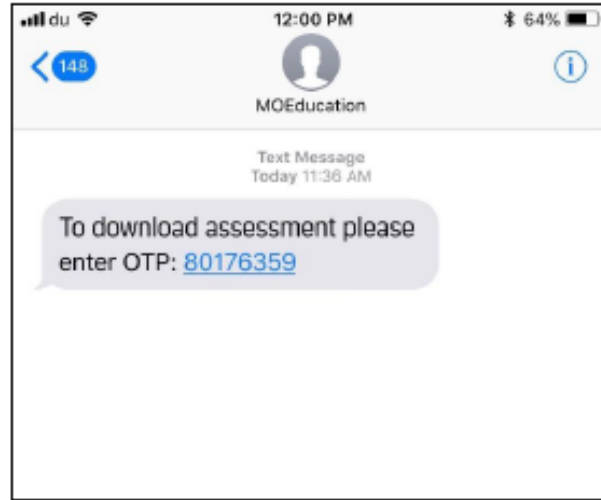 du 12:00 PM 64%
148
MOEducation
Text Message
Today 11:36 AM
To download assessment please
enter OTP: 80176359